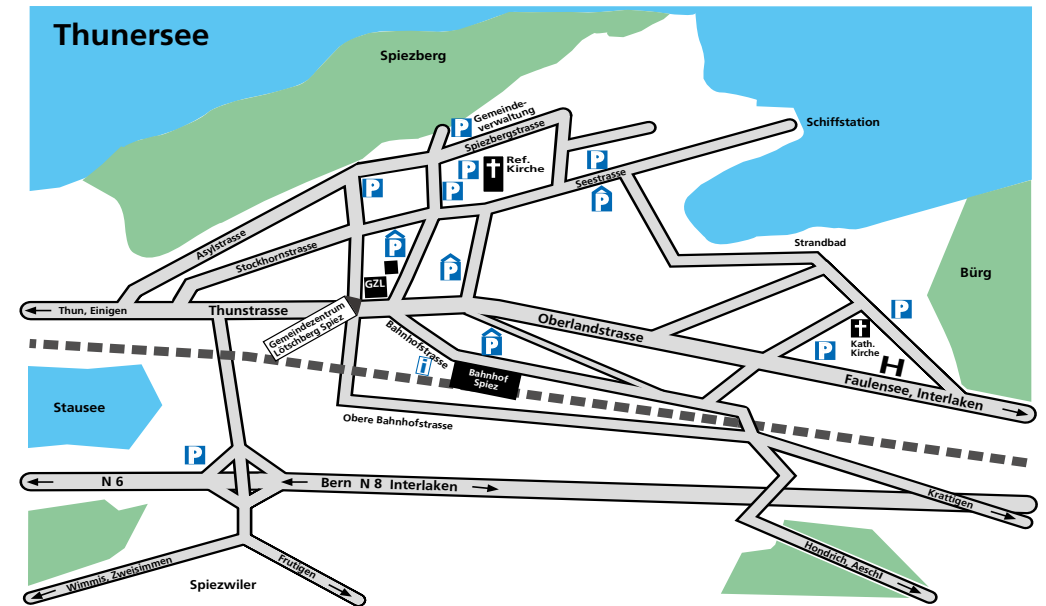 Thunersee
Spiezberg
P
Gemeinde-
verwaltung
Spiezbergstrasse
Schiffstation
P
Ref.
Kirche
P
P
P
Seestrasse
P
Asylstrasse
Stockhornstrasse
P
P
Strandbad
Bürg
GZL
Thun, Einigen
Thunstrasse
Gemeindezentrum
Lötschberg Spiez
Bahnhofstrasse
Oberlandstrasse
P
P
Kath.
Kirche
P
H
i
Bahnhof
Spiez
Faulensee, Interlaken
Stausee
Obere Bahnhofstrasse
P
N 6
Bern N 8 Interlaken
Krattigen
Hondrich, Aeschl
Wimmis, Zweisimmen
Frutigen
Spiezwiler